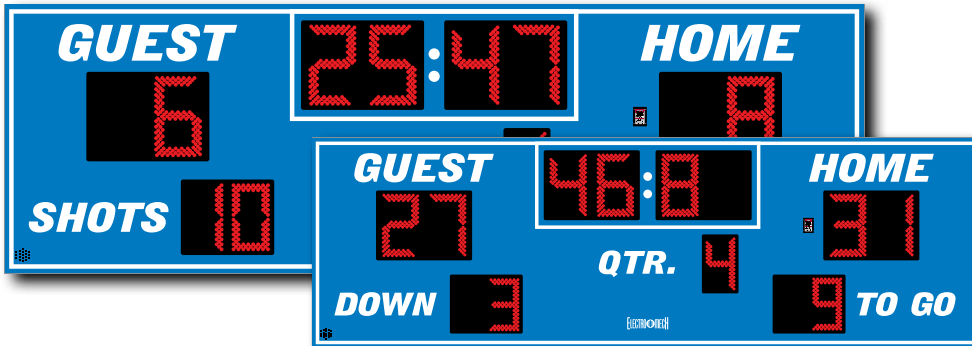 GUEST
25:47
HOME
6
8
SHOTS
10
GUEST
46:8
HOME
27
31
QTR.
4
DOWN
3
9
TO GO
ELECTRO-MECH